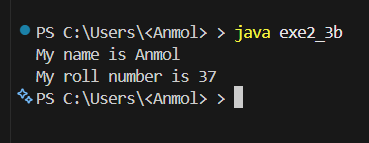 PS C:\Users\<Anmol> > java exe2_3b
My name is Anmol
My roll number is 37
PS C:\Users\<Anmol> >